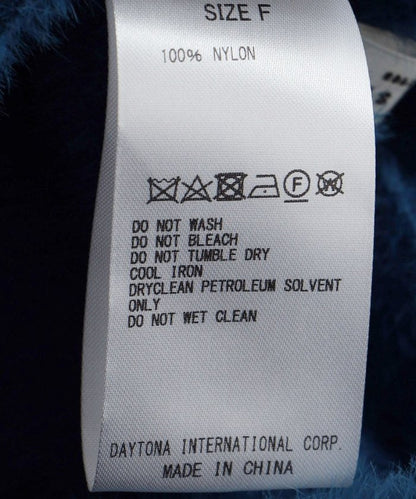 SIZE F
100% NYLON
F
W
DO NOT WASH
DO NOT BLEACH
DO NOT TUMBLE DRY
COOL IRON
DRYCLEAN PETROLEUM SOLVENT
ONLY
DO NOT WET CLEAN
DAYTONA INTERNATIONAL CORP.
MADE IN CHINA